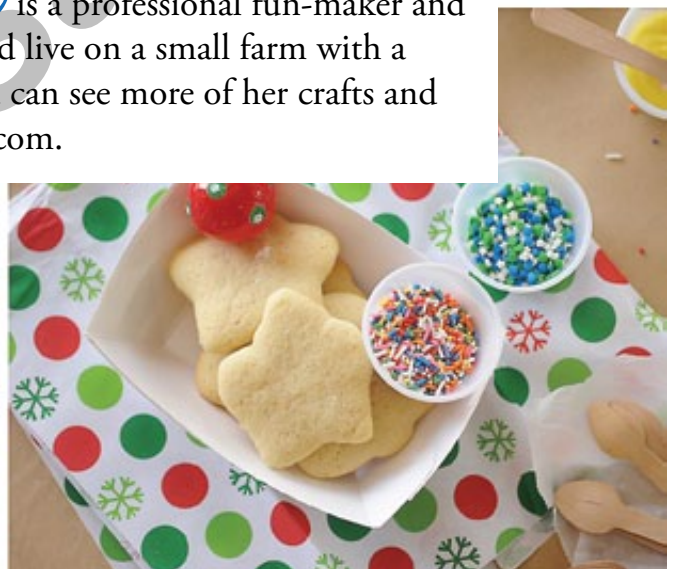 is a professional fun-maker and
live on a small farm with a
can see more of her crafts and
com.